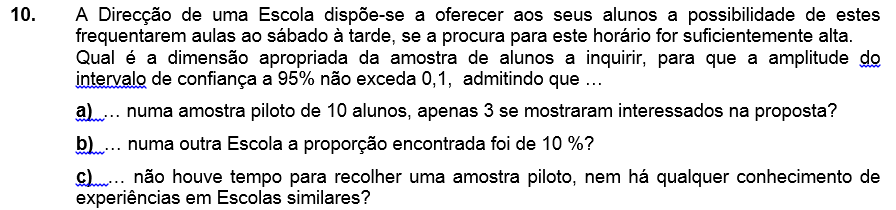 10. A Direcção de uma Escola dispõe-se a oferecer aos seus alunos a possibilidade de estes
frequentarem aulas ao sábado à tarde, se a procura para este horário for suficientemente alta.
Qual é a dimensão apropriada da amostra de alunos a inquirir, para que a amplitude do
intervalo de confiança a 95% não exceda 0,1, admitindo que …
a) … numa amostra piloto de 10 alunos, apenas 3 se mostraram interessados na proposta?
b) … numa outra Escola a proporção encontrada foi de 10 %?
c) … não houve tempo para recolher uma amostra piloto, nem há qualquer conhecimento de
experiências em Escolas similares?